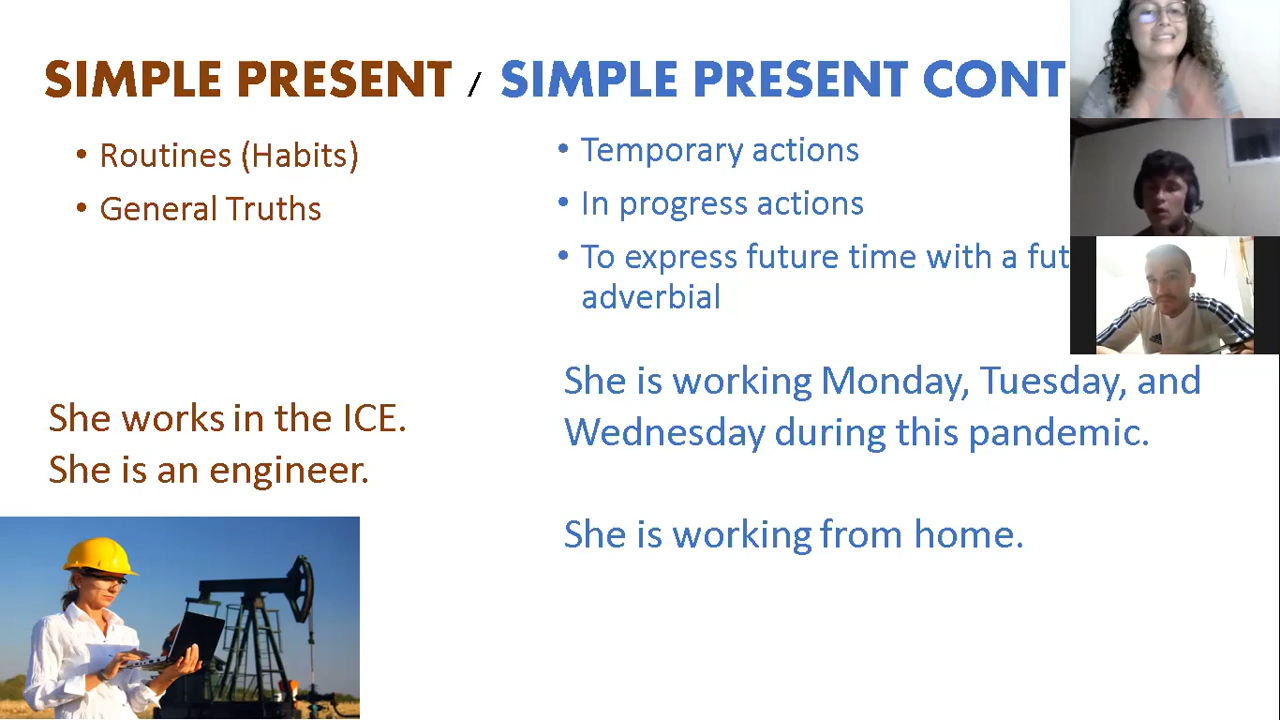 SIMPLE PRESENT / SIMPLE PRESENT CONT
• Routines (Habits)
• General Truths
• Temporary actions
• In progress actions
• To express future time with a fut
adverbial
She works in the ICE.
She is an engineer.
She is working Monday, Tuesday, and
Wednesday during this pandemic.
She is working from home.